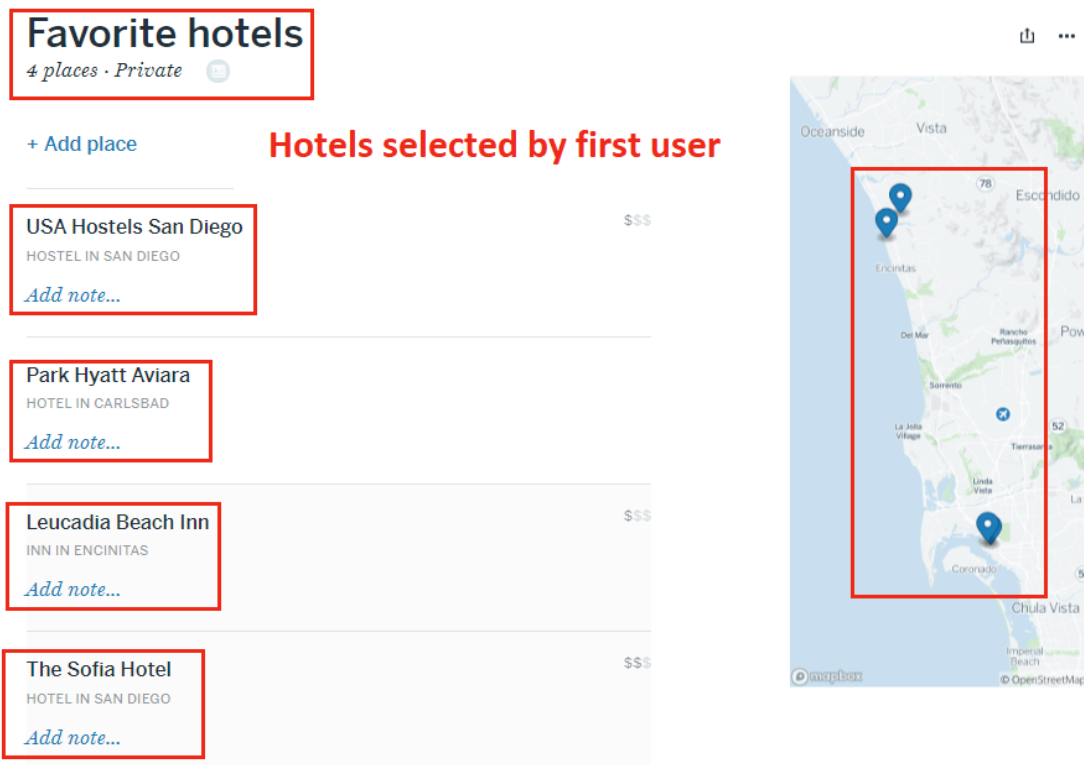 Favorite hotels
4 places · Private
+ Add place
Hotels selected by first user
USA Hostels San Diego
$$$
HOSTEL IN SAN DIEGO
Add note...
Park Hyatt Aviara
HOTEL IN CARLSBAD
Add note...
Leucadia Beach Inn
$$$
INN IN ENCINITAS
Add note...
The Sofia Hotel
$$$
HOTEL IN SAN DIEGO
Add note...
Oceanside
Vista
78
Escondido
Encinitas
Del Mar
Rancho
Peñasquitos
Pow
Sorrento
La Jolla
Village
52
Tierrasanta
Linda
Vista
La
Coronado
5
Chula Vista
Imperial
Beach
mapbox
© OpenStreetMap